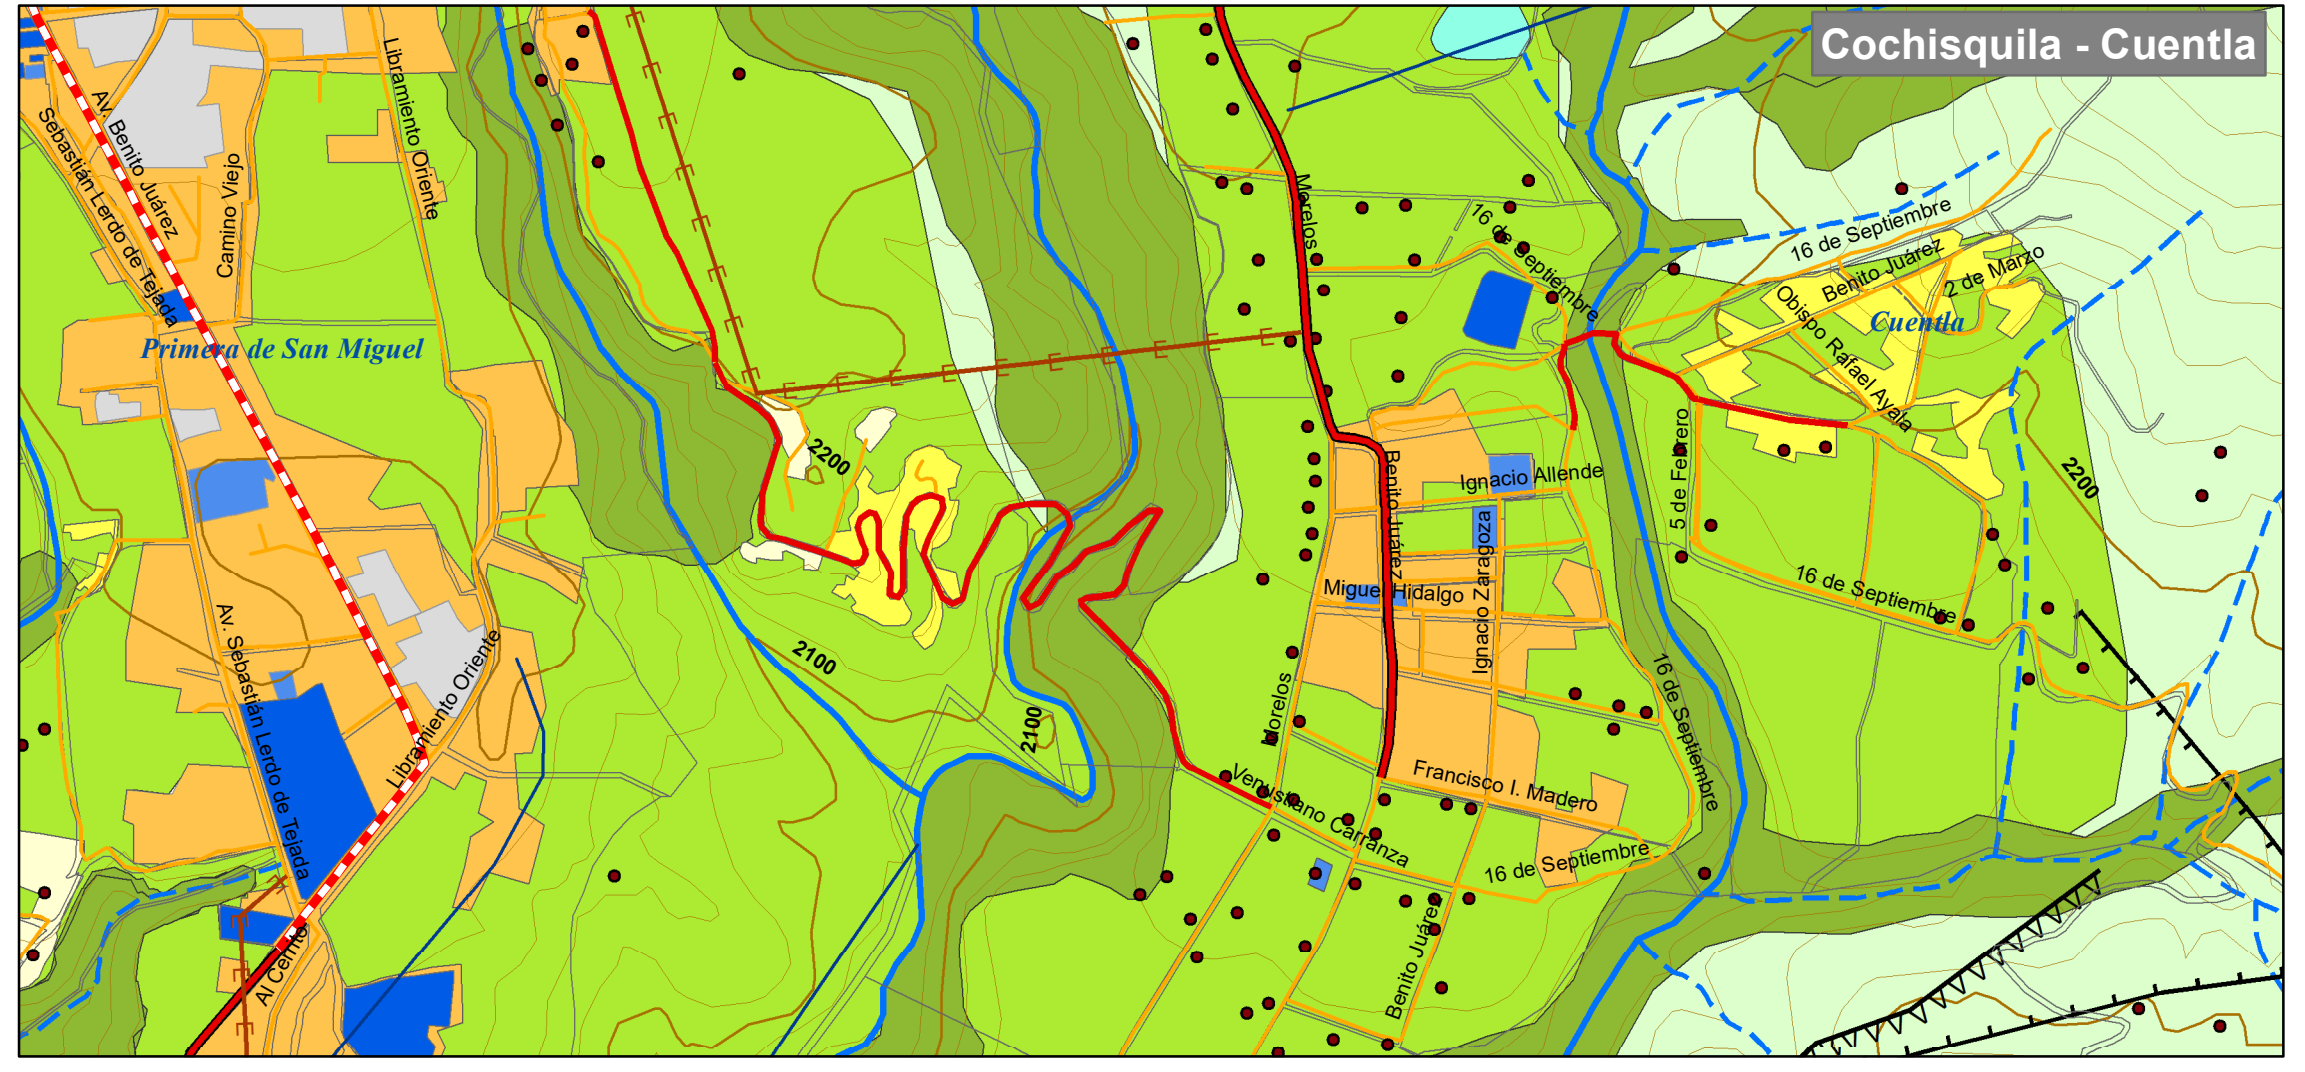 Cochisquila - Cuentla
Libramiento Oriente
Av. Benito Juárez
Sebastián Lerdo de Tejada
Camino Viejo
Primera de San Miguel
Morelos
16 de Septiembre
16 de Septiembre
Benito Juárez
2 de Marzo
Obispo Rafael Ayala
Cuentla
2200
5 de Febrero
2200
Benito Juárez
Ignacio Allende
Ignacio Zaragoza
Miguel Hidalgo
16 de Septiembre
Av. Sebastián Lerdo de Tejada
Libramiento Oriente
2100
2100
Morelos
16 de Septiembre
Venustiano Carranza
Francisco I. Madero
16 de Septiembre
Benito Juárez
Al Cerrito
E E E E E E E E
E E E E E E E E E E
E E E E